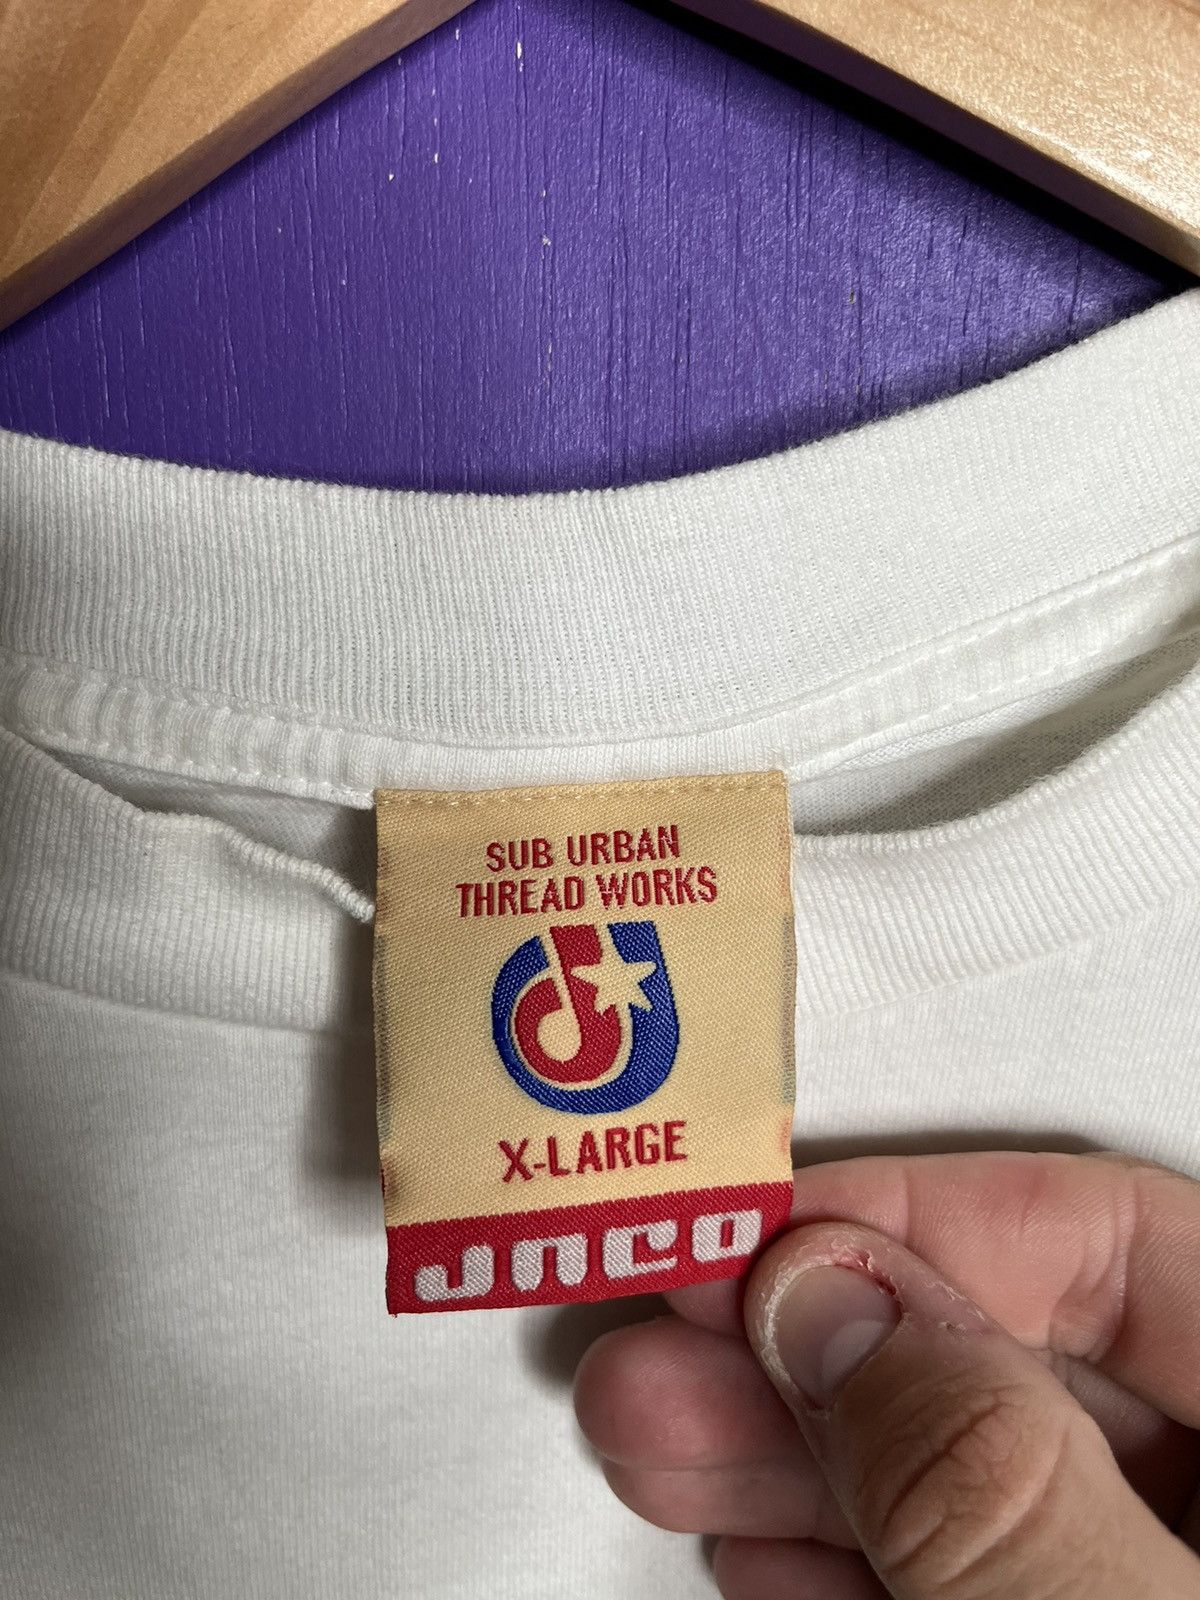 SUB URBAN
THREAD WORKS
X-LARGE
JNCO